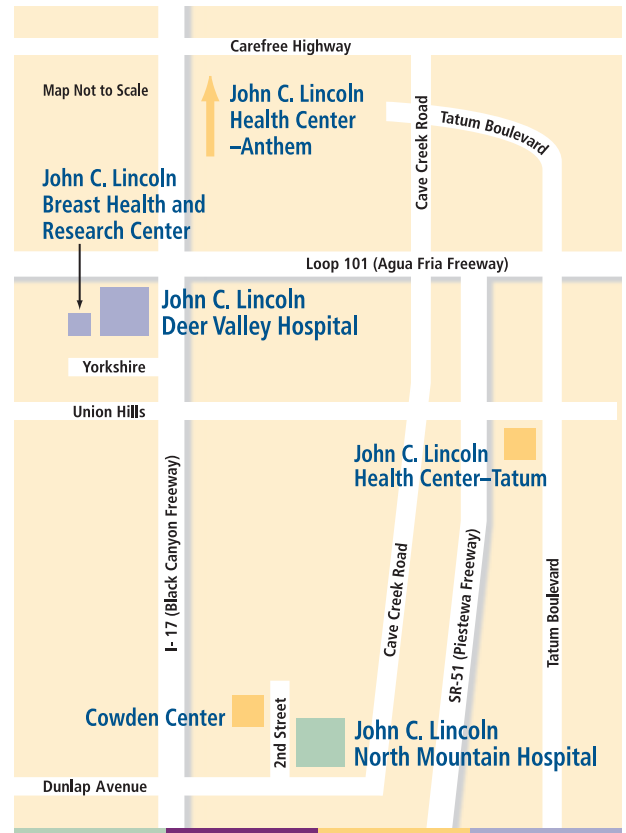 Carefree Highway
Map Not to Scale
John C. Lincoln
Health Center
–Anthem
Cave Creek Road
Tatum Boulevard
John C. Lincoln
Breast Health and
Research Center
Loop 101 (Agua Fria Freeway)
John C. Lincoln
Deer Valley Hospital
Yorkshire
Union Hills
John C. Lincoln
Health Center–Tatum
I- 17 (Black Canyon Freeway)
Cave Creek Road
SR-51 (Piestewa Freeway)
Tatum Boulevard
Cowden Center
2nd Street
John C. Lincoln
North Mountain Hospital
Dunlap Avenue